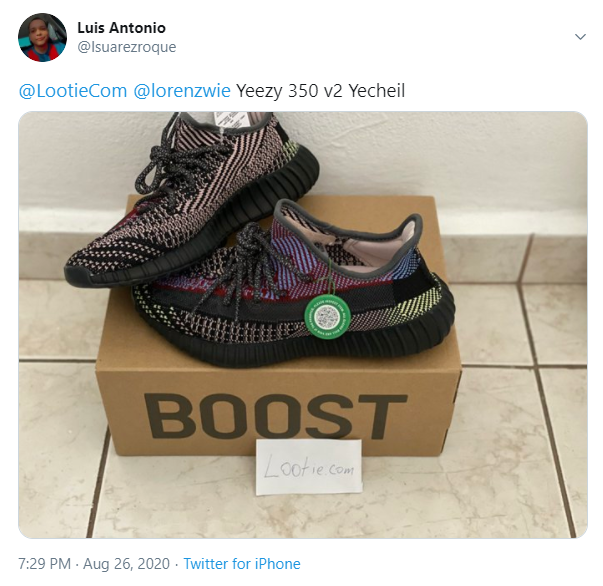 Luis Antonio
@lsuarezroque
@LootieCom @lorenzwie Yeezy 350 v2 Yecheil
BOOST
Lootie com
7:29 PM · Aug 26, 2020 · Twitter for iPhone